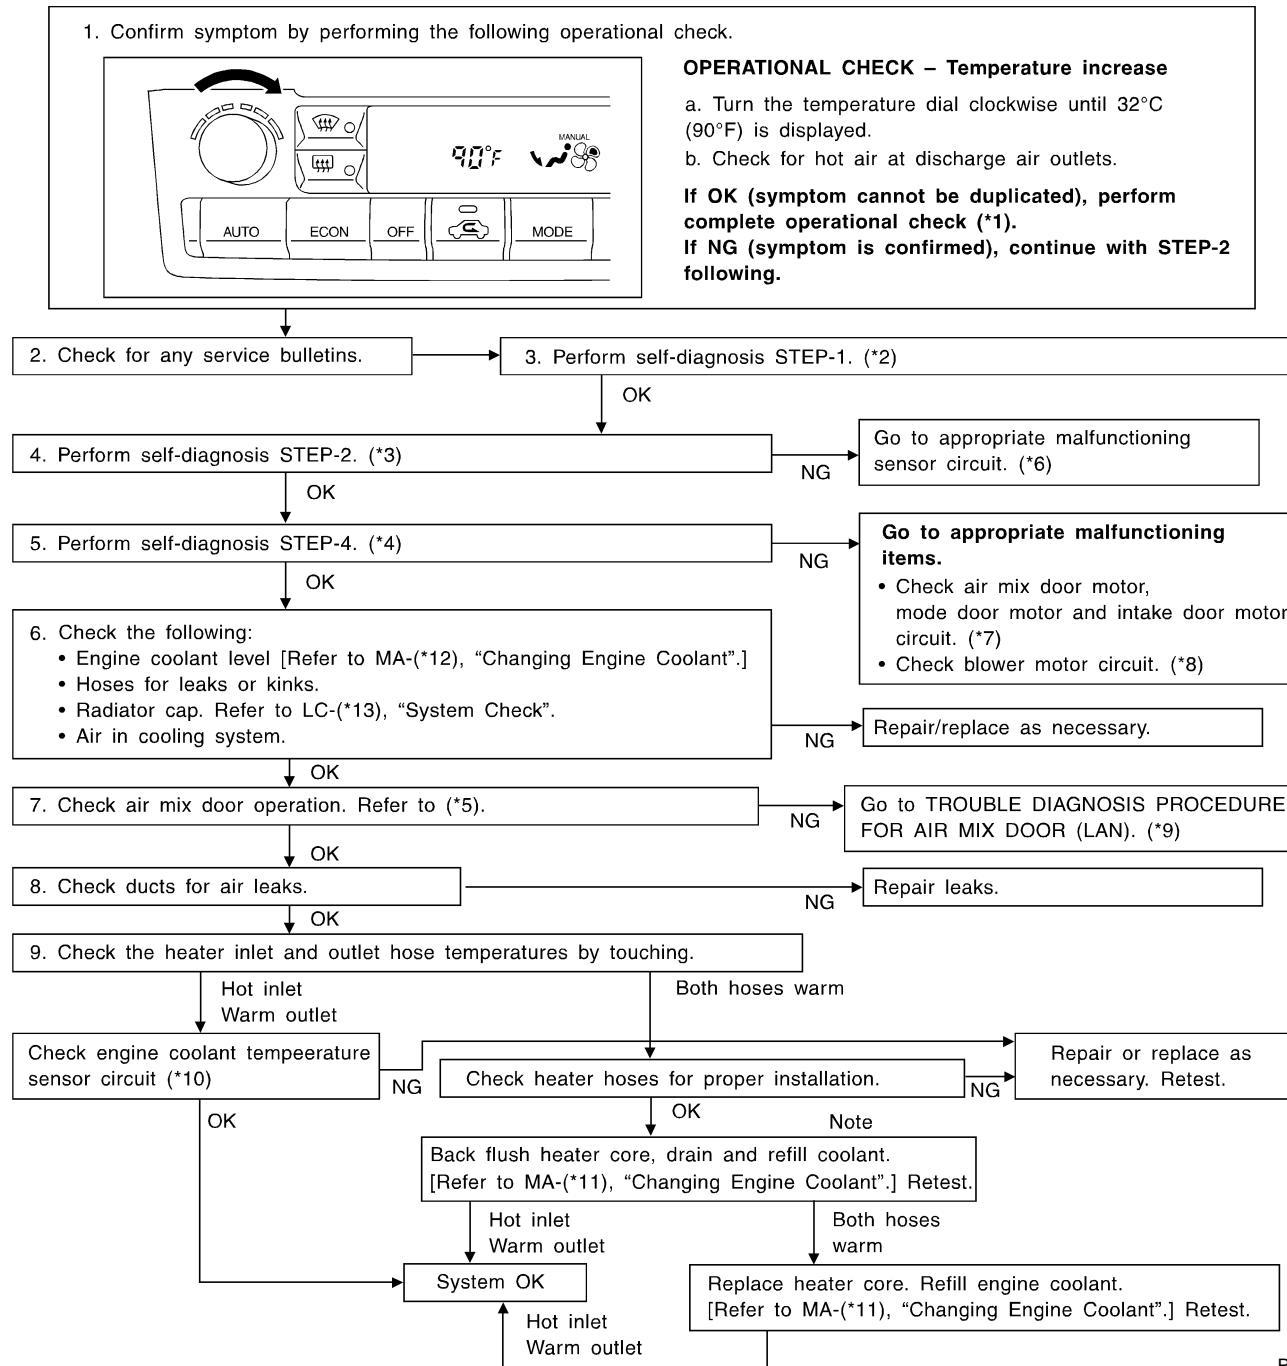 1. Confirm symptom by performing the following operational check.
OPERATIONAL CHECK – Temperature increase
a. Turn the temperature dial clockwise until 32°C
(90°F) is displayed.
b. Check for hot air at discharge air outlets.
If OK (symptom cannot be duplicated), perform
complete operational check (*1).
If NG (symptom is confirmed), continue with STEP-2
following.
MANUAL
90°F
AUTO
ECON
OFF
MODE
2. Check for any service bulletins.
3. Perform self-diagnosis STEP-1. (*2)
OK
4. Perform self-diagnosis STEP-2. (*3)
NG
Go to appropriate malfunctioning
sensor circuit. (*6)
OK
5. Perform self-diagnosis STEP-4. (*4)
NG
Go to appropriate malfunctioning
items.
• Check air mix door motor,
mode door motor and intake door motor
circuit. (*7)
• Check blower motor circuit. (*8)
OK
6. Check the following:
• Engine coolant level [Refer to MA-(*12), “Changing Engine Coolant”.]
• Hoses for leaks or kinks.
• Radiator cap. Refer to LC-(*13), “System Check”.
• Air in cooling system.
NG
Repair/replace as necessary.
OK
7. Check air mix door operation. Refer to (*5).
NG
Go to TROUBLE DIAGNOSIS PROCEDURE
FOR AIR MIX DOOR (LAN). (*9)
OK
8. Check ducts for air leaks.
NG
Repair leaks.
OK
9. Check the heater inlet and outlet hose temperatures by touching.
Hot inlet
Warm outlet
Both hoses warm
Check engine coolant tempeerature
sensor circuit (*10)
NG
Check heater hoses for proper installation.
NG
Repair or replace as
necessary. Retest.
OK
OK
Note
Back flush heater core, drain and refill coolant.
[Refer to MA-(*11), “Changing Engine Coolant”.] Retest.
Hot inlet
Warm outlet
Both hoses
warm
System OK
Replace heater core. Refill engine coolant.
[Refer to MA-(*11), “Changing Engine Coolant”.] Retest.
Hot inlet
Warm outlet